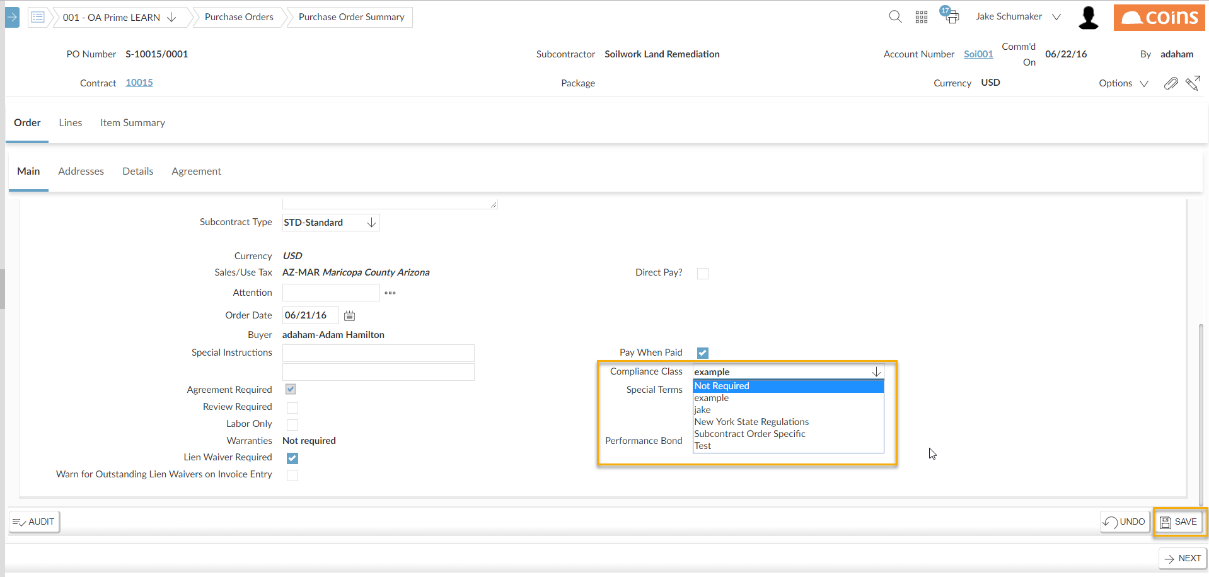 001 - OA Prime LEARN Purchase Orders Purchase Order Summary 17 Jake Schumaker coins
PO Number S-10015/0001 Subcontractor Soilwork Land Remediation Account Number Soi001 Comm'd On 06/22/16 By adaham
Contract 10015 Package Currency USD Options
Order Lines Item Summary
Main Addresses Details Agreement
Subcontract Type STD-Standard
Currency USD
Sales/Use Tax AZ-MAR Maricopa County Arizona Direct Pay?
Attention
Order Date 06/21/16
Buyer adaham-Adam Hamilton
Special Instructions Pay When Paid
Compliance Class example
Not Required
Agreement Required Special Terms
example
Review Required jake
Labor Only New York State Regulations
Subcontract Order Specific
Warranties Not required Performance Bond
Test
Lien Waiver Required
Warn for Outstanding Lien Waivers on Invoice Entry
AUDIT UNDO SAVE
NEXT